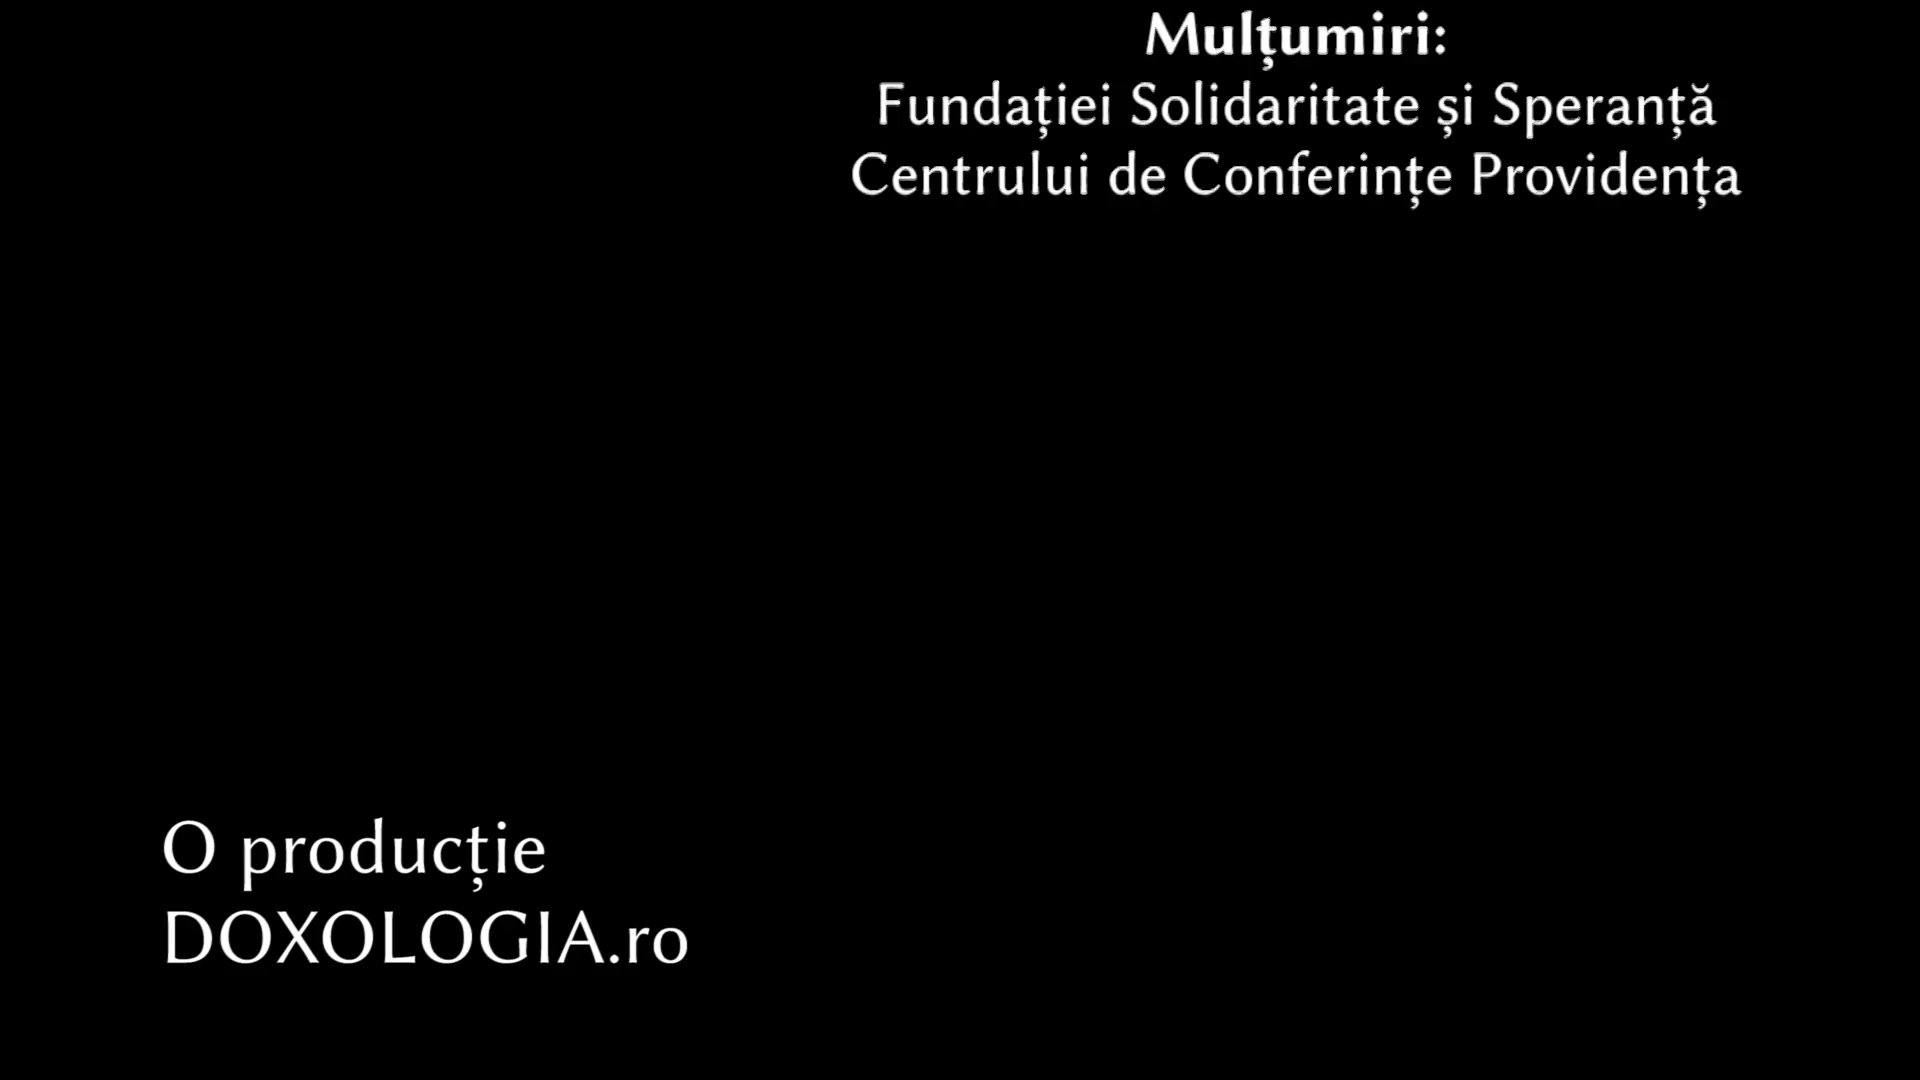 Mulțumiri:
Fundației Solidaritate și Speranță
Centrului de Conferințe Providența
O producție
DOXOLOGIA.ro